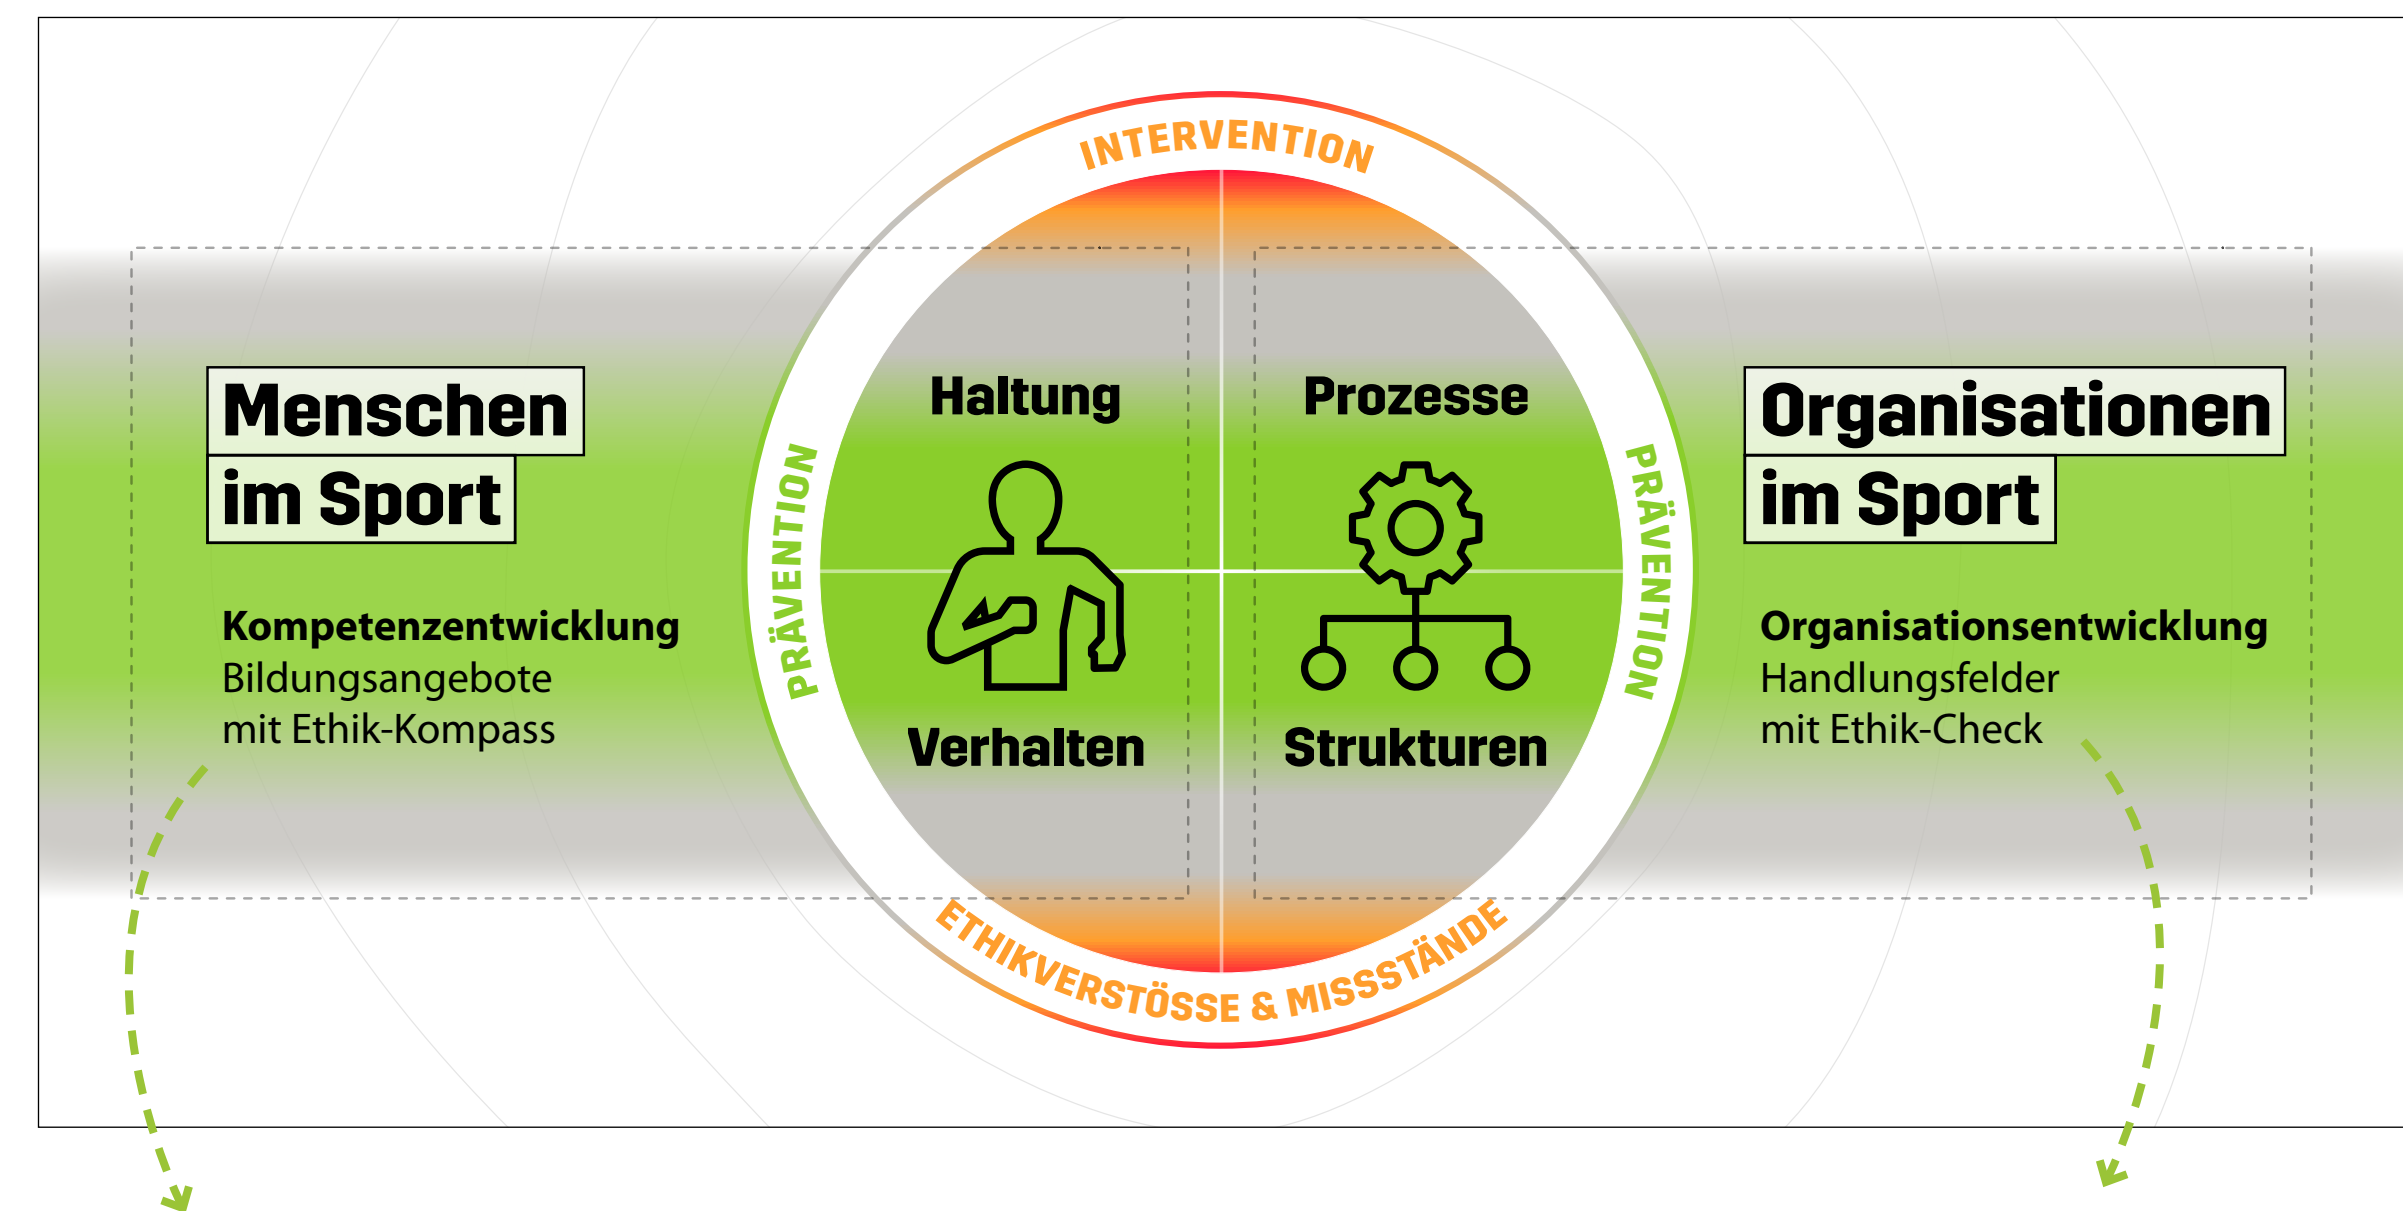 INTERVENTION
Menschen
im Sport
Kompetenzentwicklung
Bildungsangebote
mit Ethik-Kompass
PRÄVENTION
Haltung
Verhalten
Prozesse
Strukturen
PRÄVENTION
Organisationen
im Sport
Organisationsentwicklung
Handlungsfelder
mit Ethik-Check
ETHIKVERSTÖSSE & MISSSTÄNDE